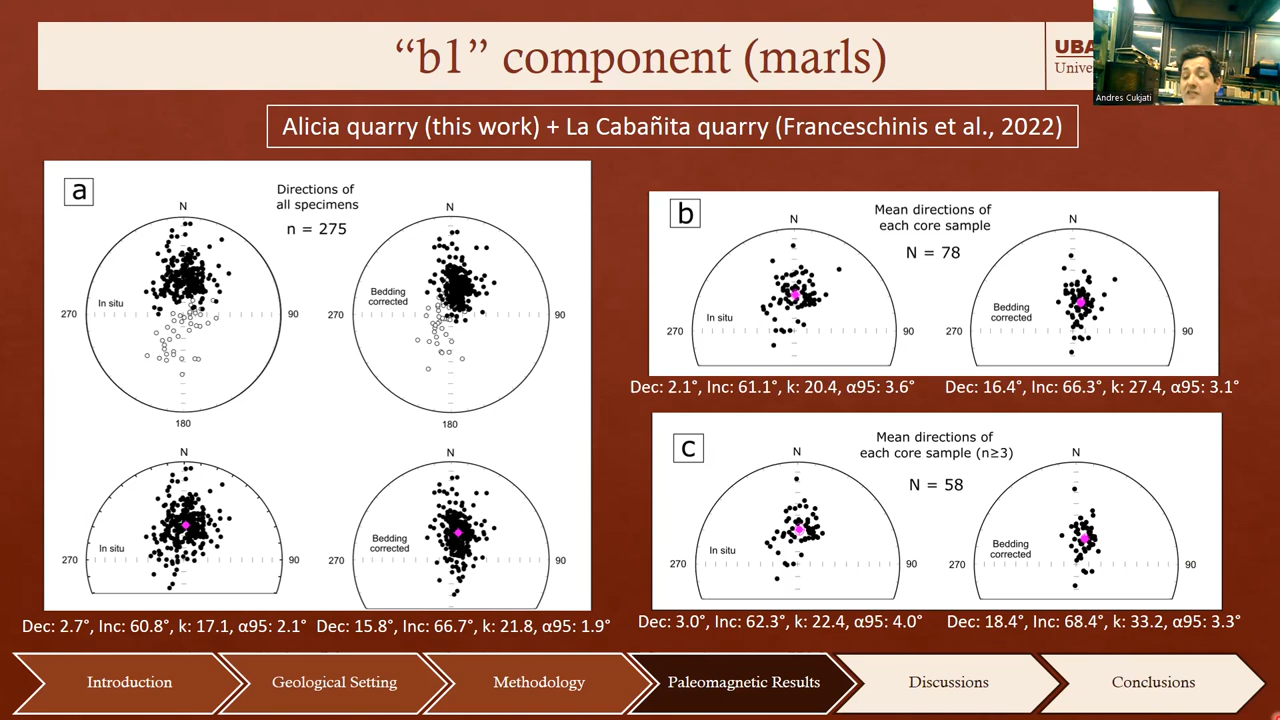 “b1” component (marls)
UBA
Unive
Andres Cukjati
Alicia quarry (this work) + La Cabañita quarry (Franceschinis et al., 2022)
a
Directions of
all specimens
n = 275
N
In situ
270
90
180
N
Bedding
corrected
270
90
180
N
In situ
270
90
N
Bedding
corrected
270
90
Dec: 2.7°, Inc: 60.8°, k: 17.1, α95: 2.1°
Dec: 15.8°, Inc: 66.7°, k: 21.8, α95: 1.9°
b
Mean directions of
each core sample
N = 78
N
In situ
270
90
N
Bedding
corrected
270
90
Dec: 2.1°, Inc: 61.1°, k: 20.4, α95: 3.6°
Dec: 16.4°, Inc: 66.3°, k: 27.4, α95: 3.1°
c
Mean directions of
each core sample (n≥3)
N = 58
N
In situ
270
90
N
Bedding
corrected
270
90
Dec: 3.0°, Inc: 62.3°, k: 22.4, α95: 4.0°
Dec: 18.4°, Inc: 68.4°, k: 33.2, α95: 3.3°
Introduction
Geological Setting
Methodology
Paleomagnetic Results
Discussions
Conclusions